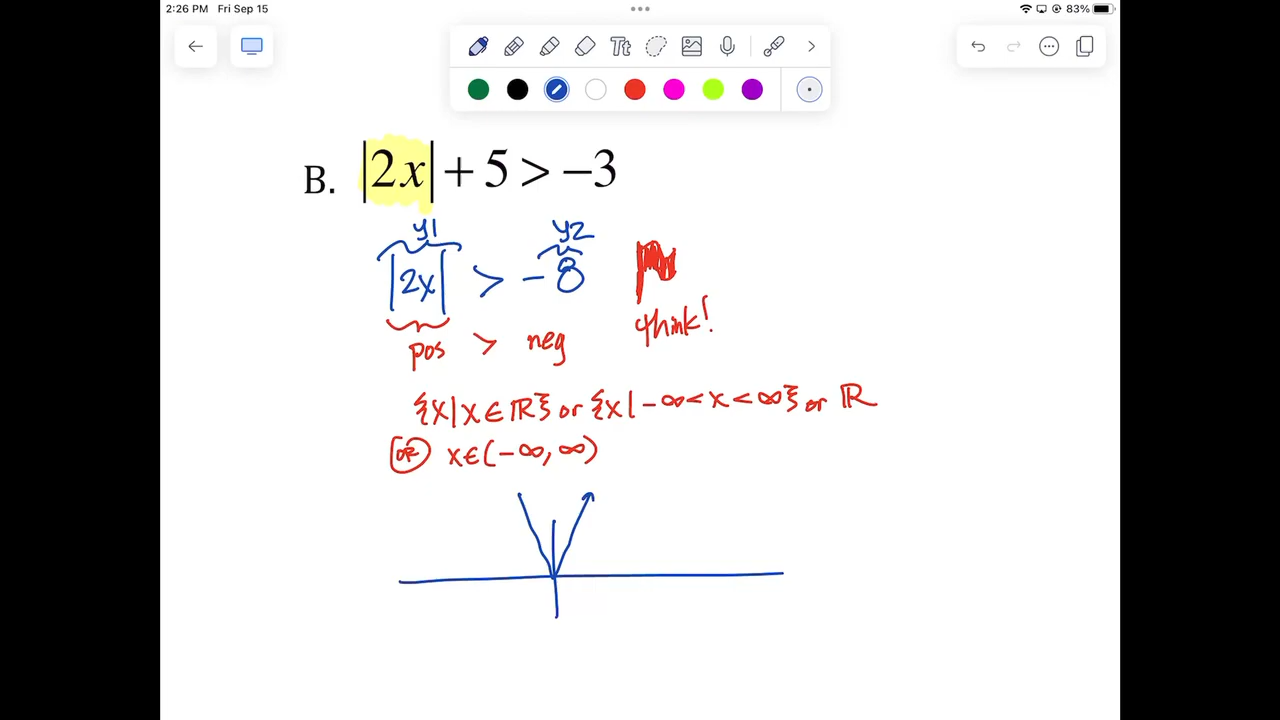 2:26 PM Fri Sep 15
83%
Tt
B. |2x| + 5 > −3
y1 y2
|2x| > −8
think!
pos > neg
{x|x∈ℝ} or {x|−∞<x<∞} or ℝ
OR x∈(−∞,∞)